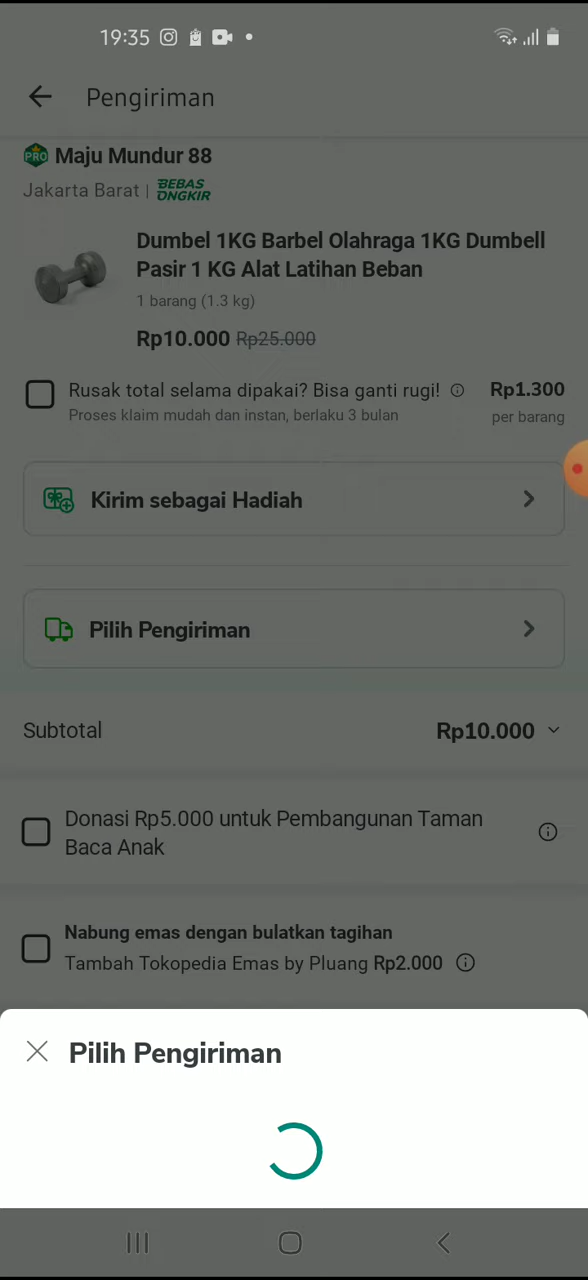 19:35
Pengiriman
PRO Maju Mundur 88
Jakarta Barat | BEBAS ONGKIR
Dumbel 1KG Barbel Olahraga 1KG Dumbell
Pasir 1 KG Alat Latihan Beban
1 barang (1.3 kg)
Rp10.000 Rp25.000
Rusak total selama dipakai? Bisa ganti rugi! Rp1.300
Proses klaim mudah dan instan, berlaku 3 bulan per barang
Kirim sebagai Hadiah
Pilih Pengiriman
Subtotal Rp10.000
Donasi Rp5.000 untuk Pembangunan Taman
Baca Anak
Nabung emas dengan bulatkan tagihan
Tambah Tokopedia Emas by Pluang Rp2.000
Pilih Pengiriman